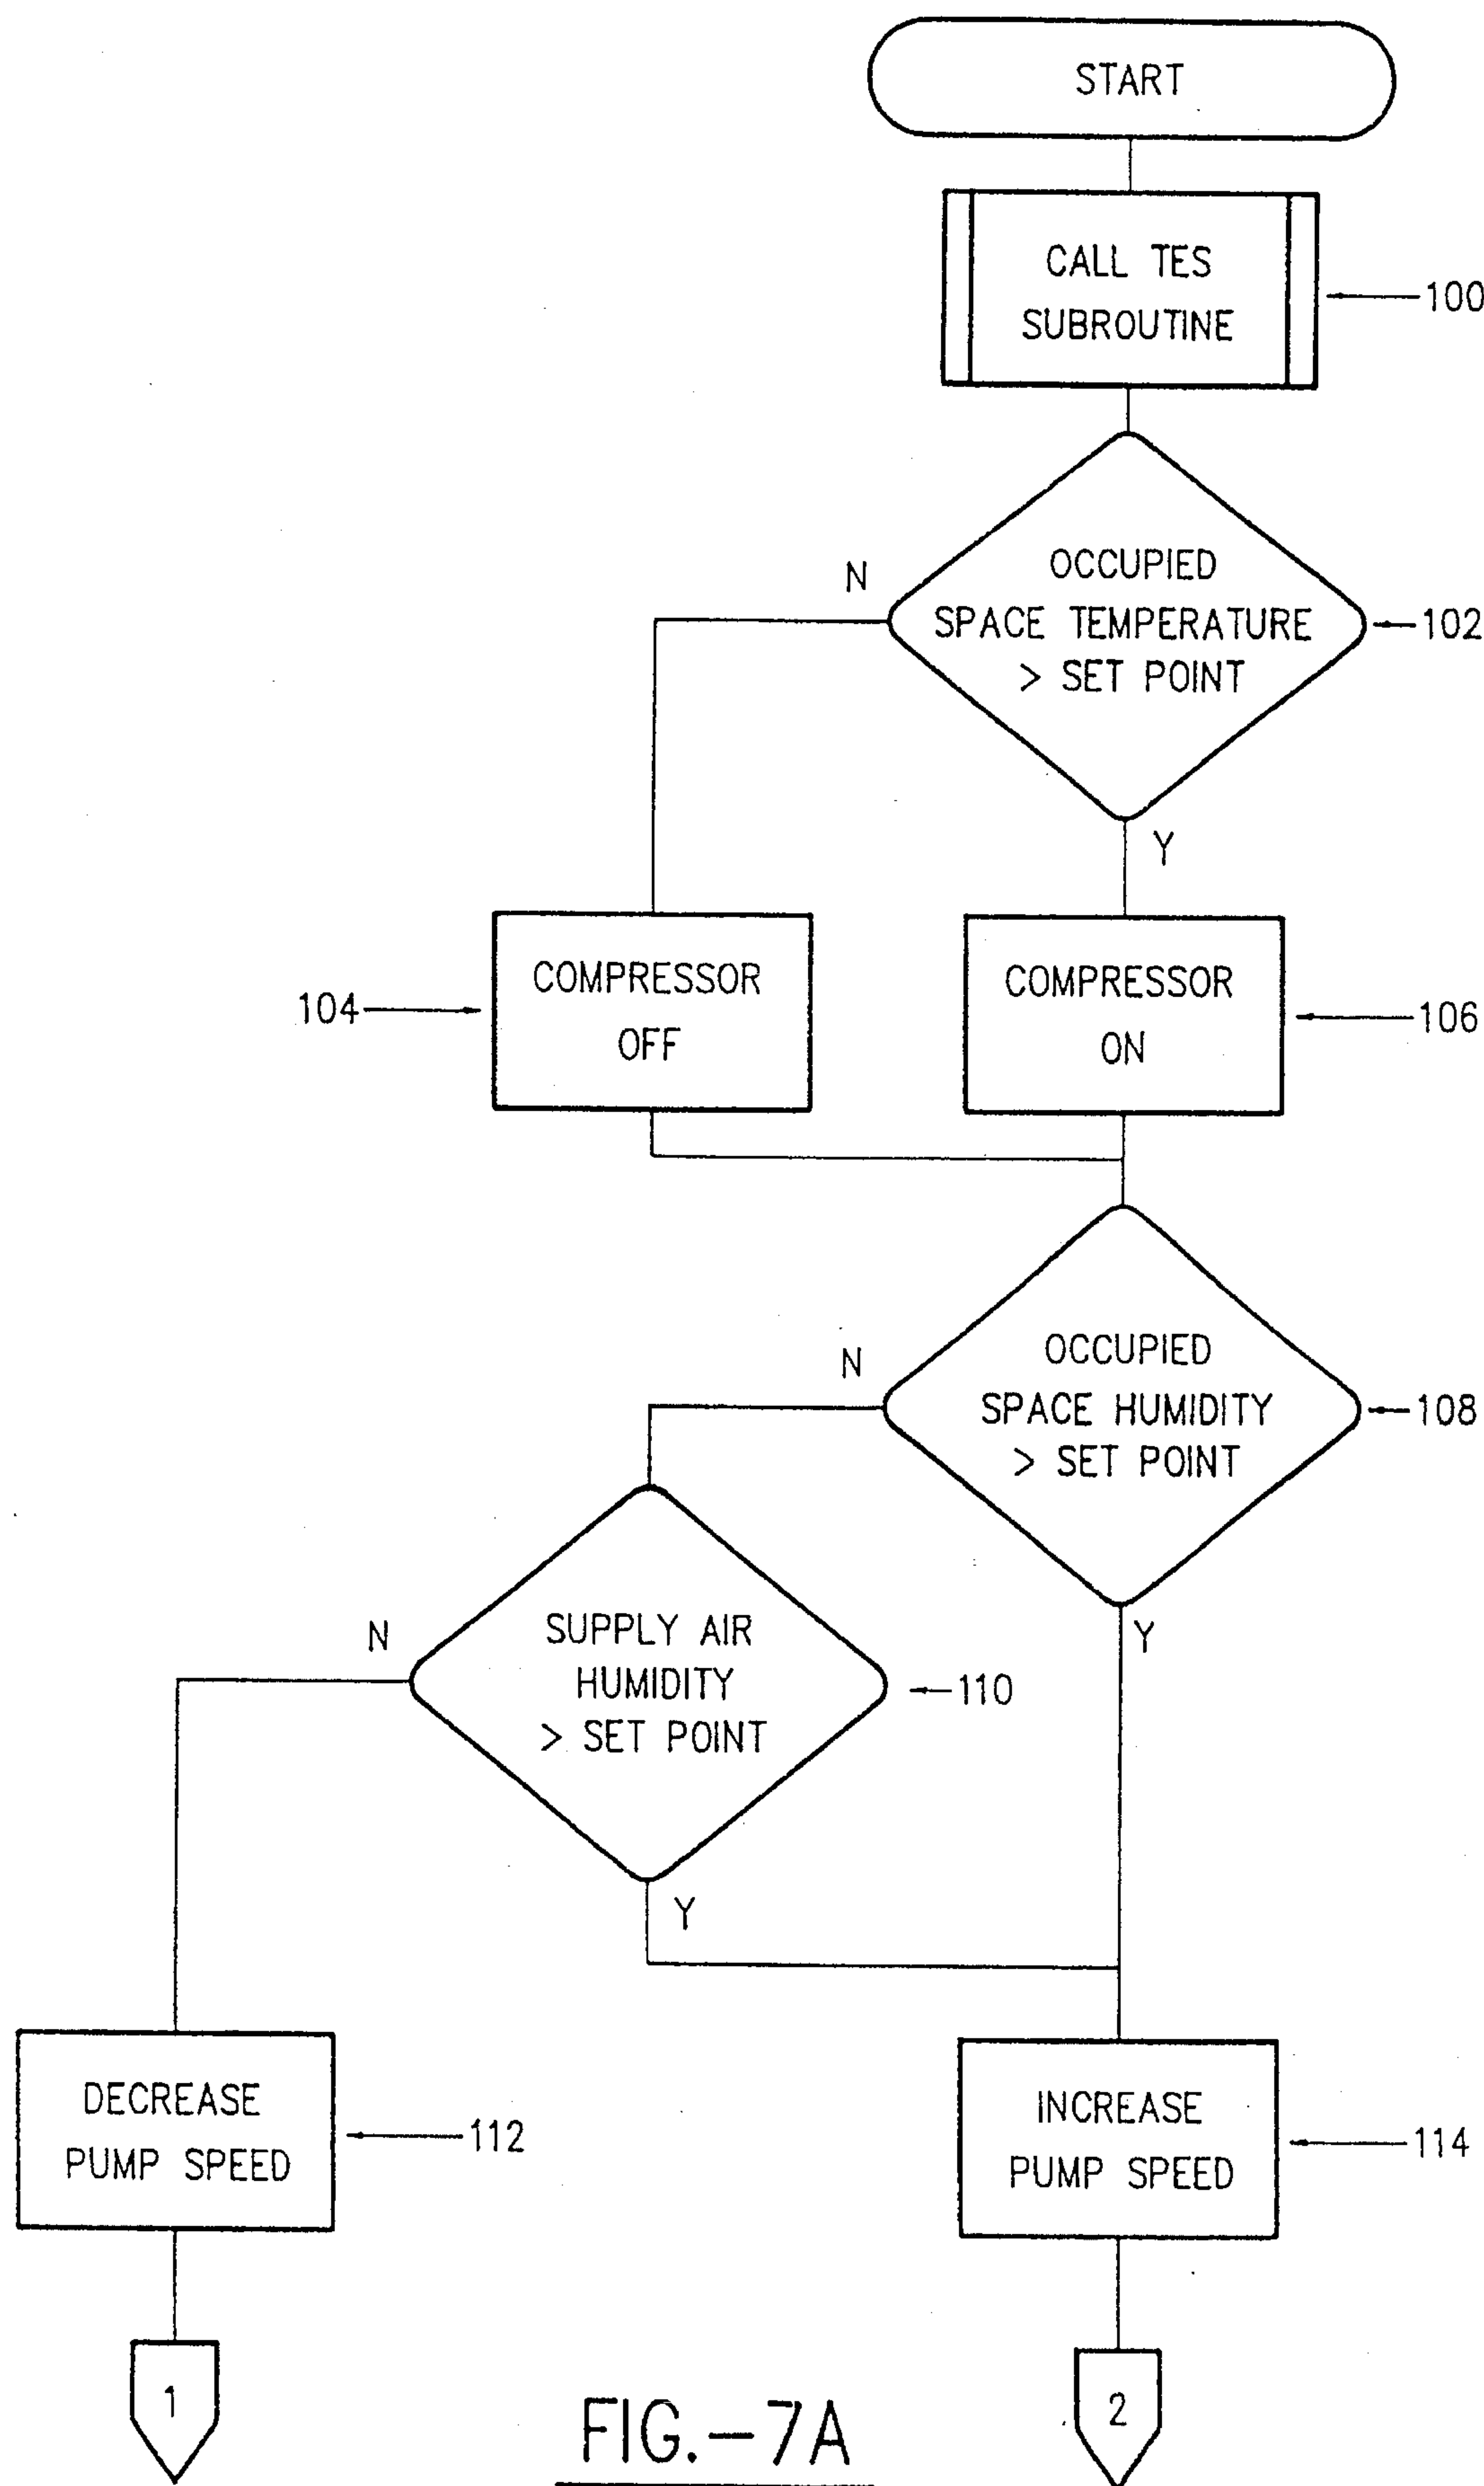 START
CALL TES
SUBROUTINE
100
OCCUPIED
SPACE TEMPERATURE
> SET POINT
102
N
Y
COMPRESSOR
OFF
104
COMPRESSOR
ON
106
OCCUPIED
SPACE HUMIDITY
> SET POINT
108
N
Y
SUPPLY AIR
HUMIDITY
> SET POINT
110
N
Y
DECREASE
PUMP SPEED
112
INCREASE
PUMP SPEED
114
1
2
FIG.-7A